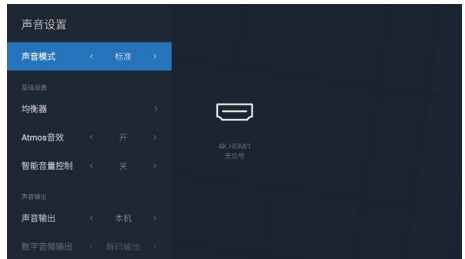 声音设置
声音模式 < 标准 >
基础设置
均衡器 >
Atmos音效 < 开 >
智能音量控制 < 关 >
声音输出
声音输出 < 本机 >
数字音频输出 < 解码输出 >
4K HDMI1
无信号